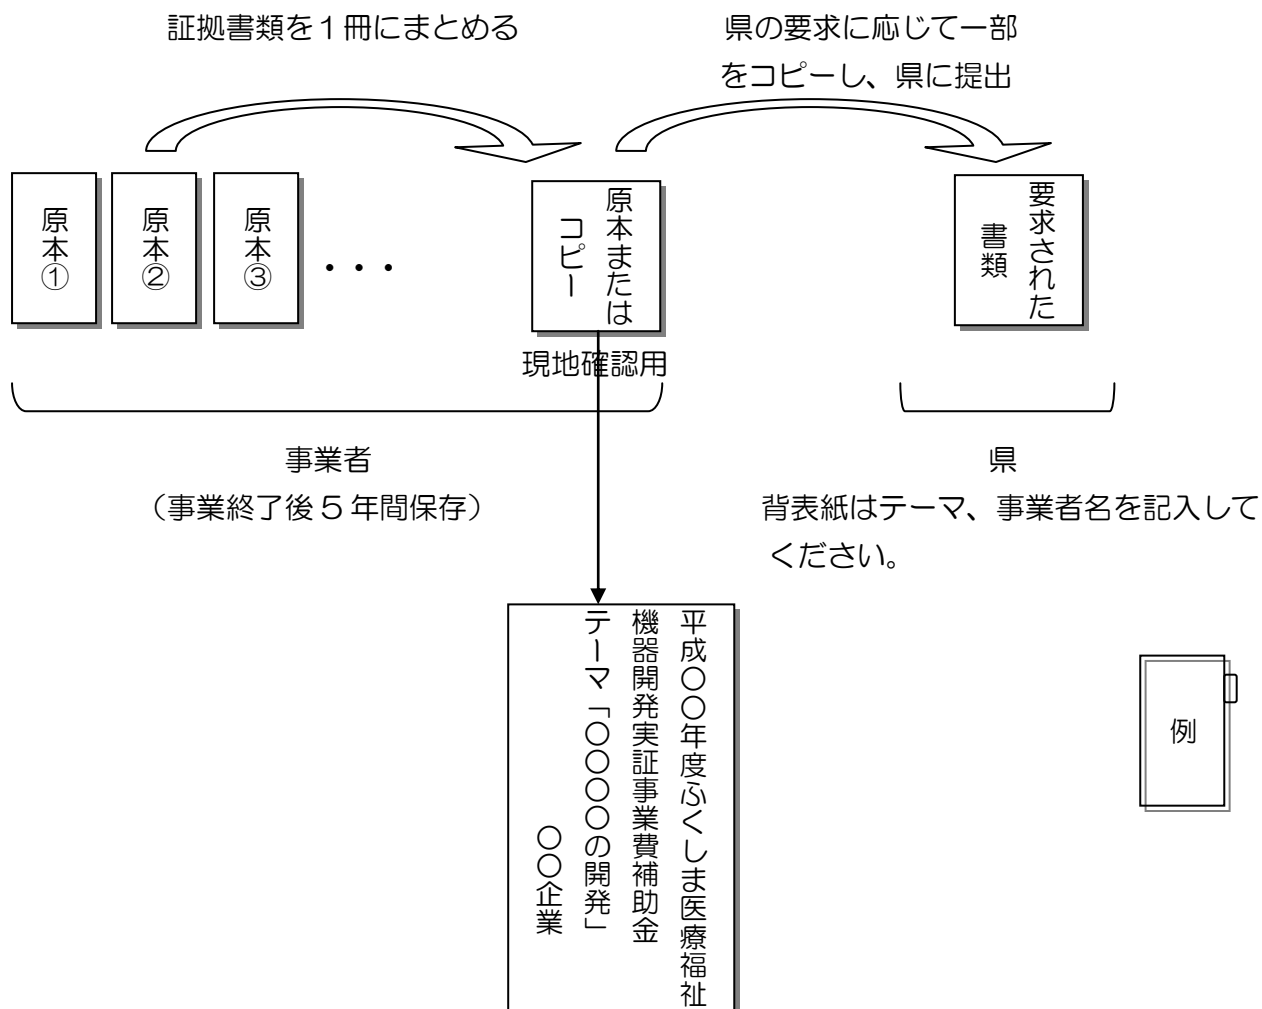 証拠書類を１冊にまとめる
県の要求に応じて一部
をコピーし、県に提出
原本①
原本②
原本③
・・・
原本または
コピー
要求された
書類
現地確認用
事業者
（事業終了後５年間保存）
県
背表紙はテーマ、事業者名を記入して
ください。
平成〇〇年度ふくしま医療福祉
機器開発実証事業費補助金
テーマ「〇〇〇〇の開発」
〇〇企業
例